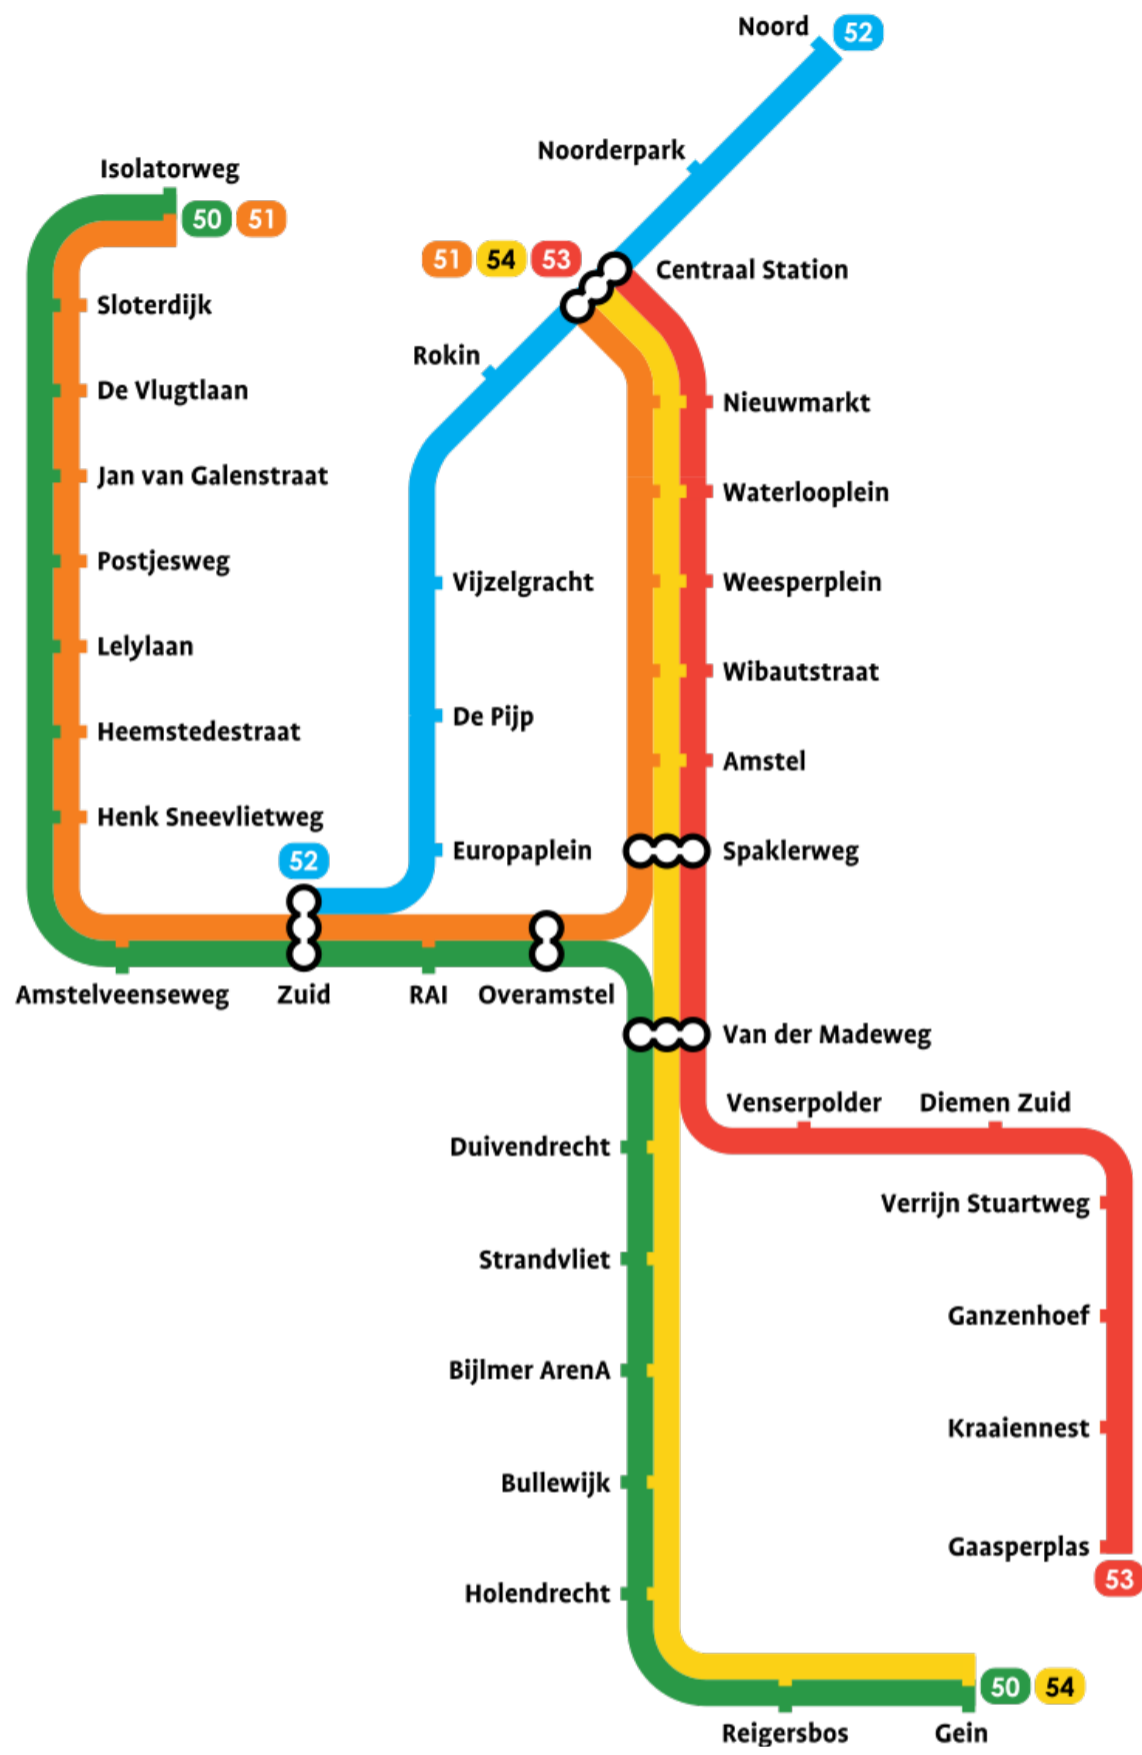 Noord
52
Noorderpark
Isolatorweg
50 51
51 54 53
Centraal Station
Sloterdijk
Rokin
De Vlugtlaan
Nieuwmarkt
Jan van Galenstraat
Waterlooplein
Postjesweg
Vijzelgracht
Weesperplein
Lelylaan
Wibautstraat
De Pijp
Heemstedestraat
Amstel
Henk Sneevlietweg
52
Europaplein
Spaklerweg
Amstelveenseweg
Zuid
RAI
Overamstel
Van der Madeweg
Venserpolder
Diemen Zuid
Duivendrecht
Verrijn Stuartweg
Strandvliet
Ganzenhoef
Bijlmer ArenA
Kraaiennest
Bullewijk
Gaasperplas
53
Holendrecht
50 54
Reigersbos
Gein